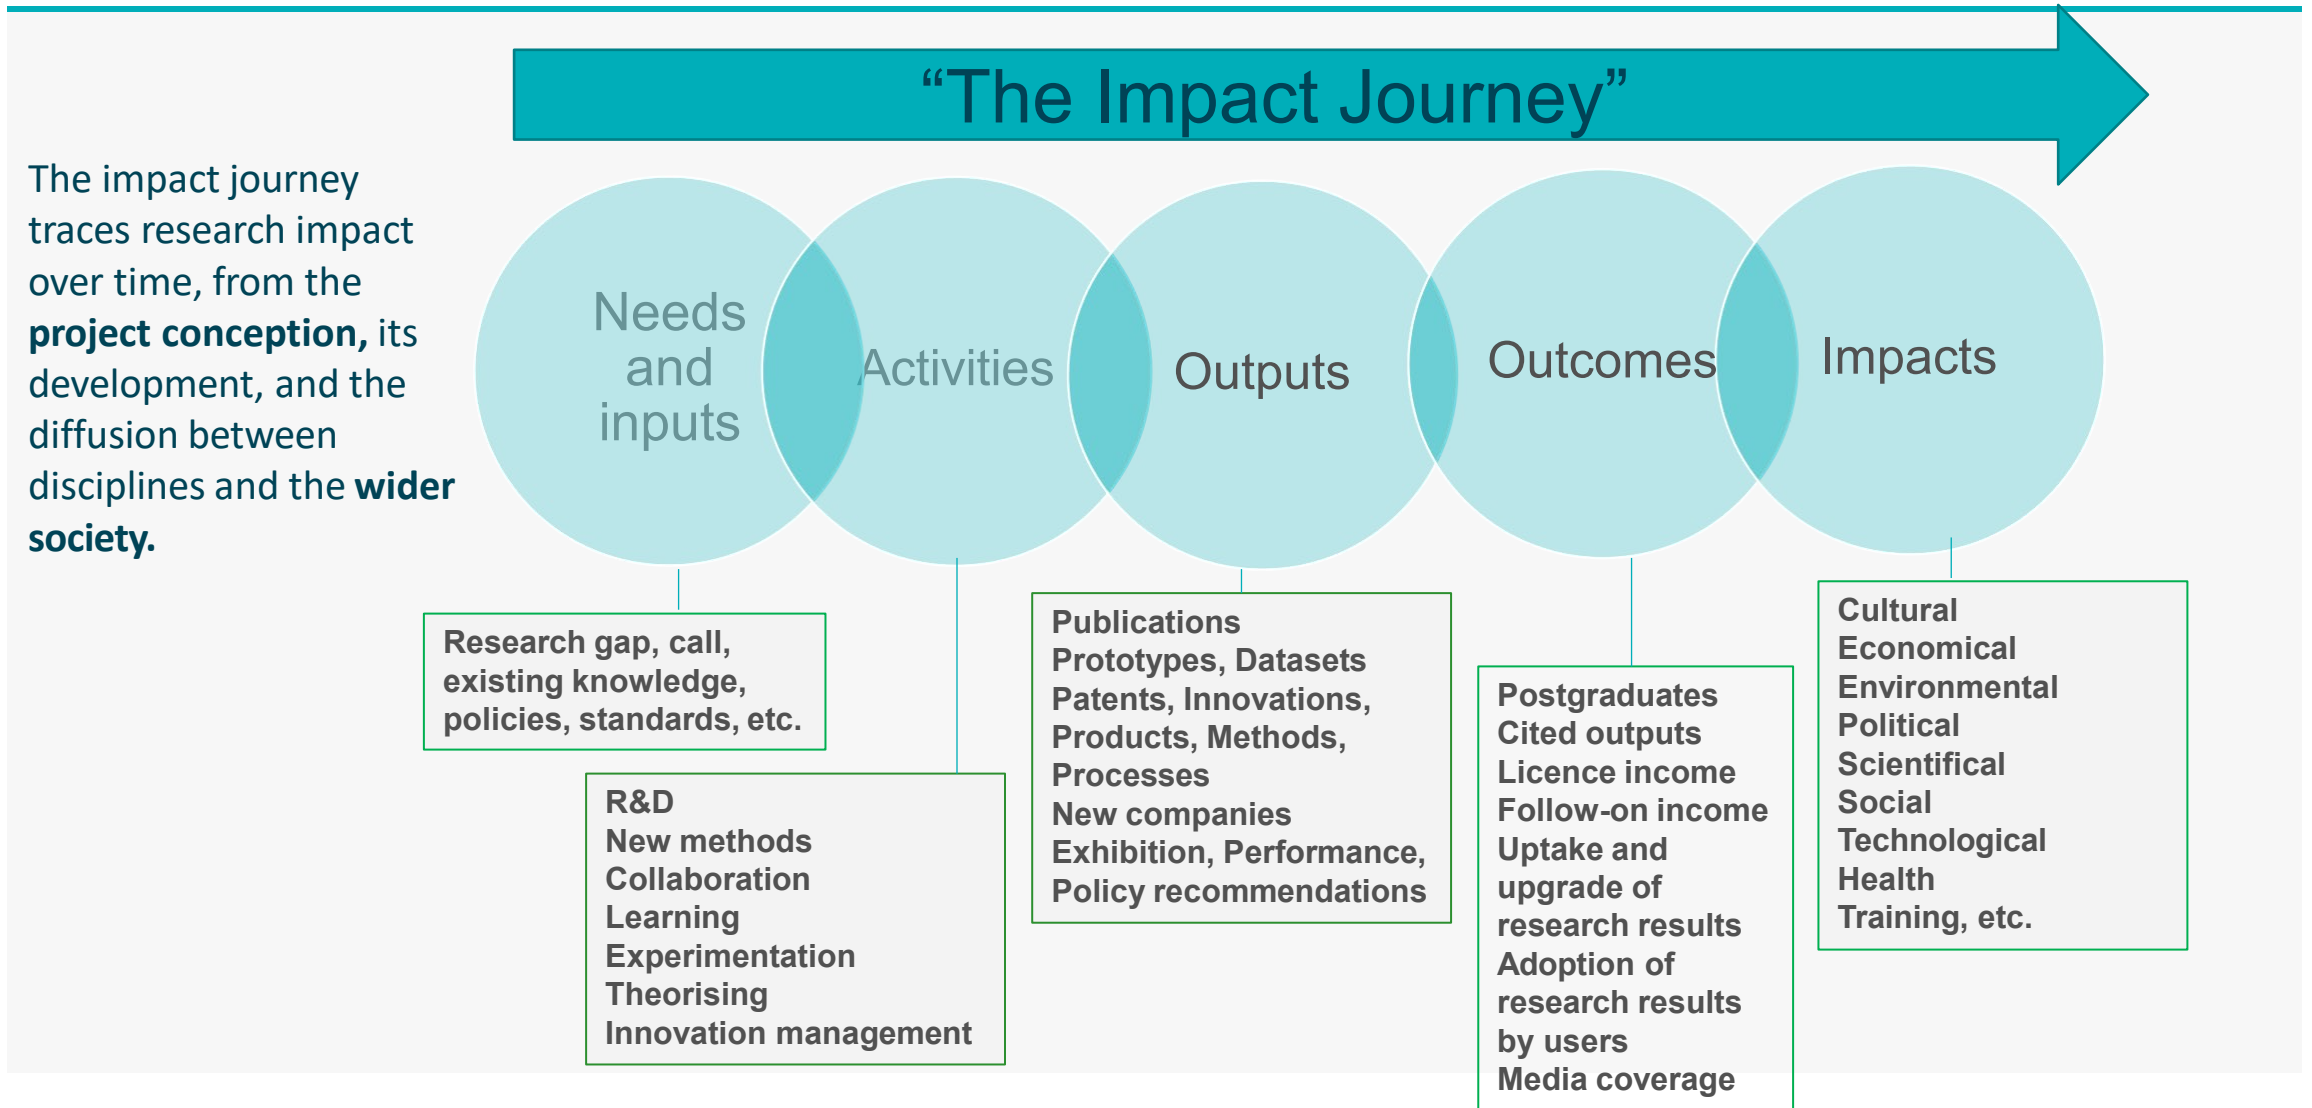 “The Impact Journey”
The impact journey
traces research impact
over time, from the
project conception, its
development, and the
diffusion between
disciplines and the wider
society.
Needs
and
inputs
Activities
Outputs
Outcomes
Impacts
Research gap, call,
existing knowledge,
policies, standards, etc.
R&D
New methods
Collaboration
Learning
Experimentation
Theorising
Innovation management
Publications
Prototypes, Datasets
Patents, Innovations,
Products, Methods,
Processes
New companies
Exhibition, Performance,
Policy recommendations
Postgraduates
Cited outputs
Licence income
Follow-on income
Uptake and
upgrade of
research results
Adoption of
research results
by users
Media coverage
Cultural
Economical
Environmental
Political
Scientifical
Social
Technological
Health
Training, etc.